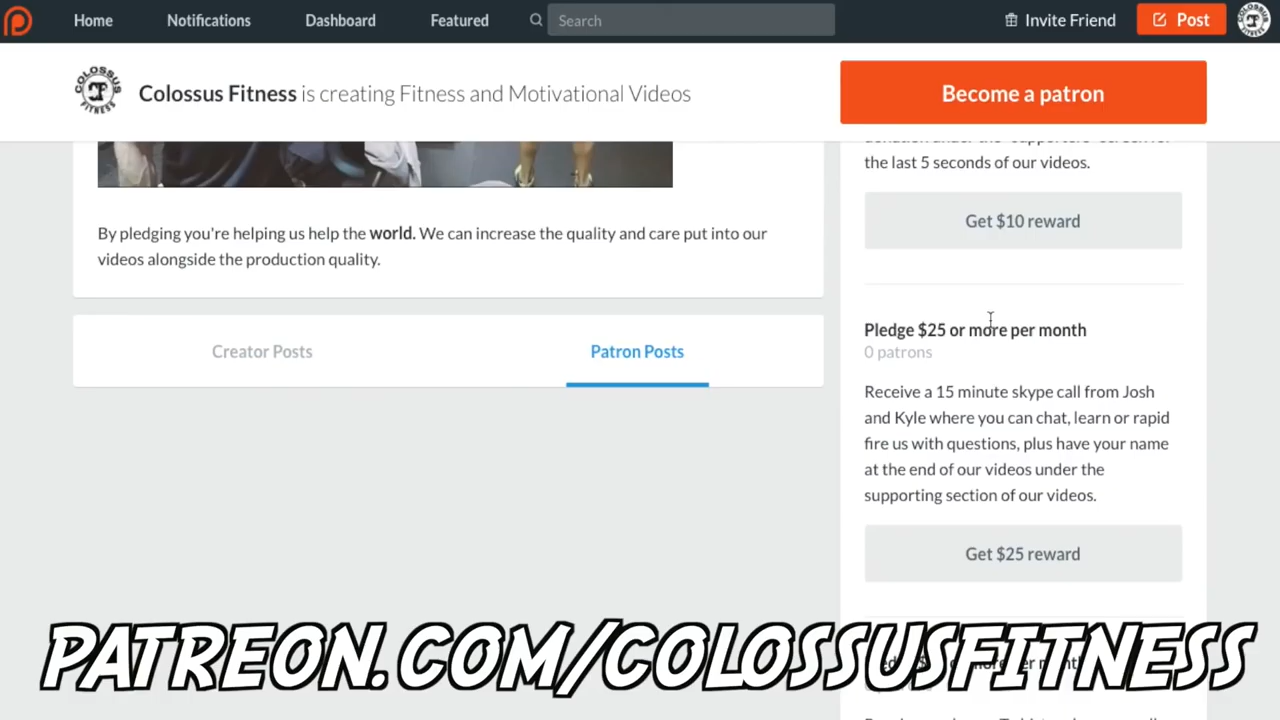 Home Notifications Dashboard Featured Search Invite Friend Post
COLOSSUS
FITNESS
Colossus Fitness is creating Fitness and Motivational Videos
Become a patron
the last 5 seconds of our videos.
Get $10 reward
By pledging you're helping us help the world. We can increase the quality and care put into our
videos alongside the production quality.
Creator Posts Patron Posts
Pledge $25 or more per month
0 patrons
Receive a 15 minute skype call from Josh
and Kyle where you can chat, learn or rapid
fire us with questions, plus have your name
at the end of our videos under the
supporting section of our videos.
Get $25 reward
PATREON.COM/COLOSSUSFITNESS